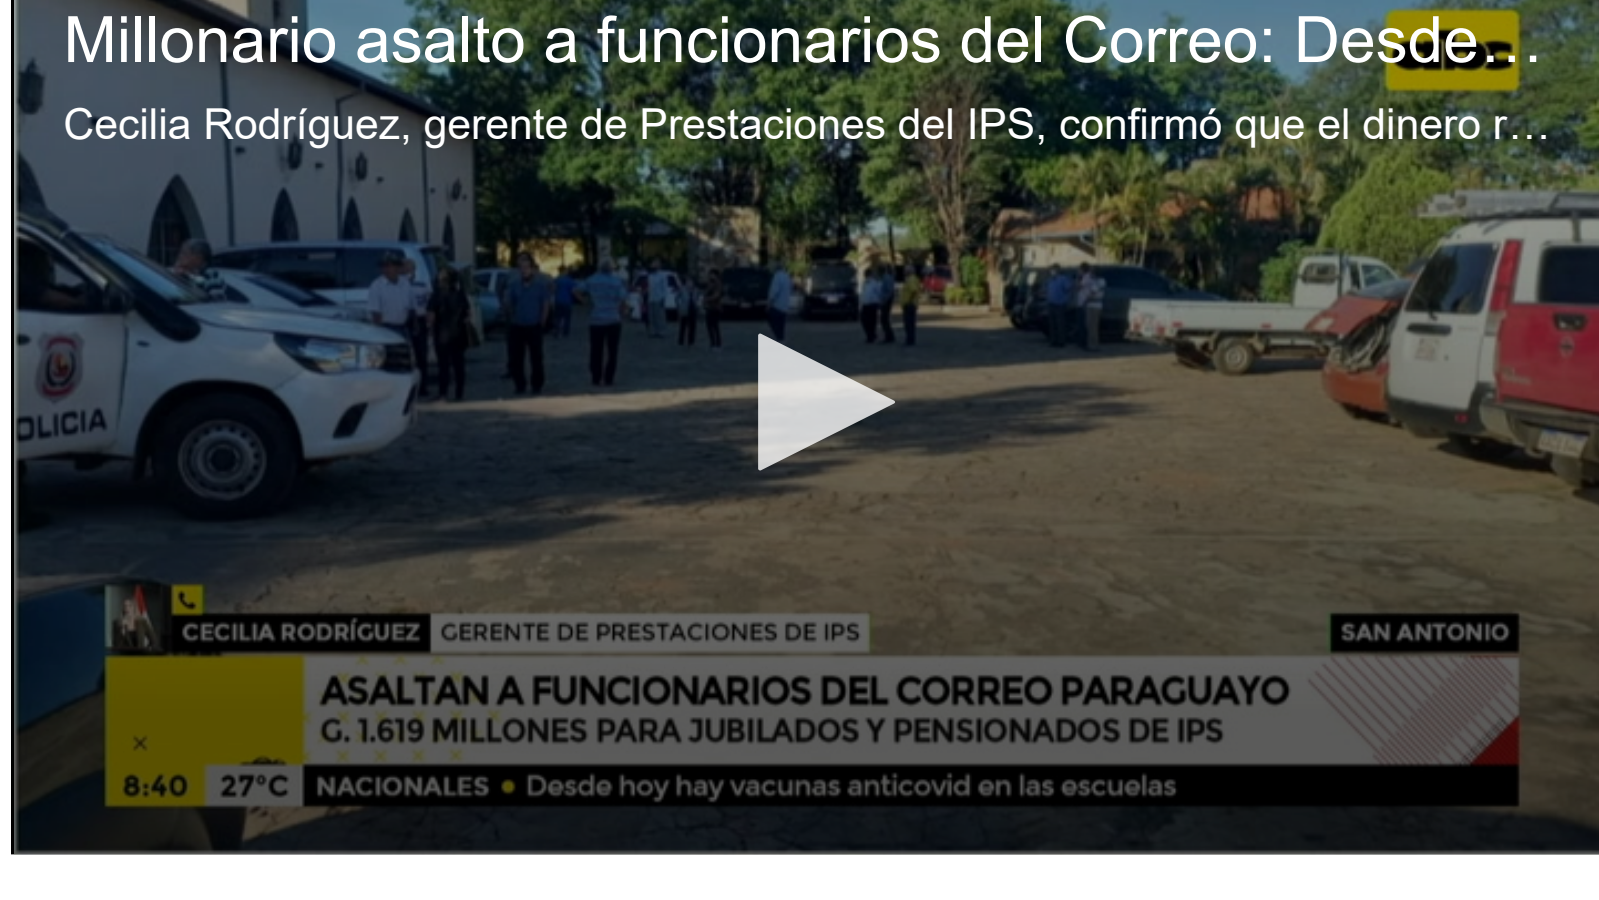 Millonario asalto a funcionarios del Correo: Desde...
Cecilia Rodríguez, gerente de Prestaciones del IPS, confirmó que el dinero r...
OLICIA
CECILIA RODRÍGUEZ GERENTE DE PRESTACIONES DE IPS
SAN ANTONIO
ASALTAN A FUNCIONARIOS DEL CORREO PARAGUAYO
G. 1.619 MILLONES PARA JUBILADOS Y PENSIONADOS DE IPS
8:40 27°C NACIONALES • Desde hoy hay vacunas anticovid en las escuelas